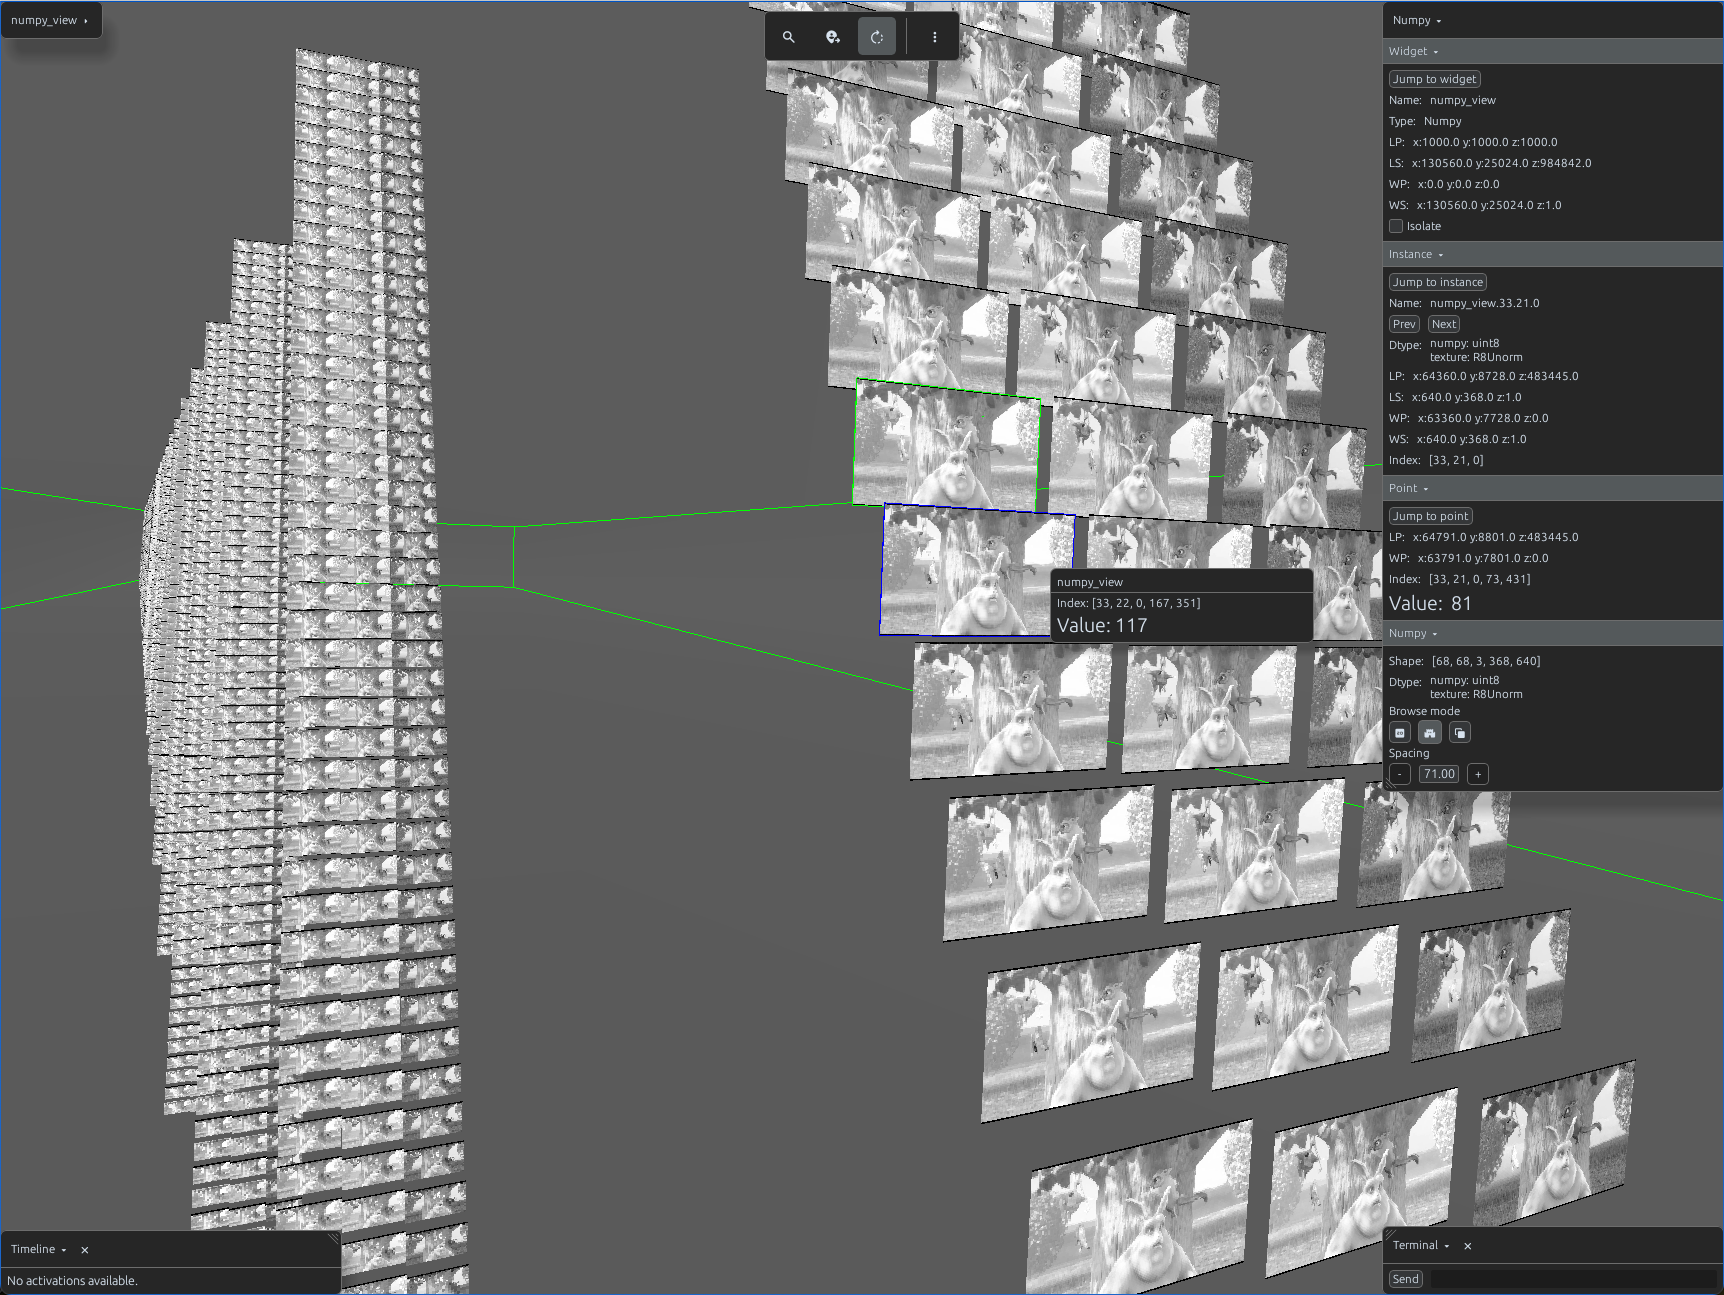 numpy_view
Numpy
Widget
Jump to widget
Name: numpy_view
Type: Numpy
LP: x:1000.0 y:1000.0 z:1000.0
LS: x:130560.0 y:25024.0 z:984842.0
WP: x:0.0 y:0.0 z:0.0
WS: x:130560.0 y:25024.0 z:1.0
Isolate
Instance
Jump to instance
Name: numpy_view.33.21.0
Prev Next
Dtype: numpy: uint8
texture: R8Unorm
LP: x:64360.0 y:8728.0 z:483445.0
LS: x:640.0 y:368.0 z:1.0
WP: x:63360.0 y:7728.0 z:0.0
WS: x:640.0 y:368.0 z:1.0
Index: [33, 21, 0]
Point
Jump to point
LP: x:64791.0 y:8801.0 z:483445.0
WP: x:63791.0 y:7801.0 z:0.0
Index: [33, 21, 0, 73, 431]
Value: 81
Numpy
Shape: [68, 68, 3, 368, 640]
Dtype: numpy: uint8
texture: R8Unorm
Browse mode
Spacing
- 71.00 +
numpy_view
Index: [33, 22, 0, 167, 351]
Value: 117
Timeline ×
No activations available.
Terminal ×
Send